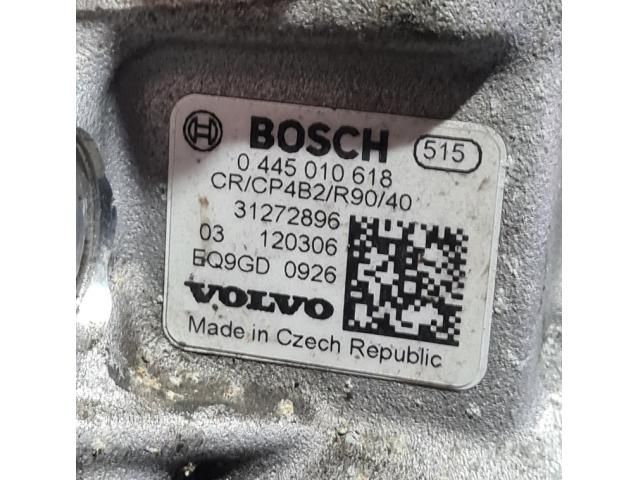 BOSCH 515
0 445 010 618
CR/CP4B2/R90/40
31272896
03 120306
EQ9GD 0926
VOLVO
Made in Czech Republic